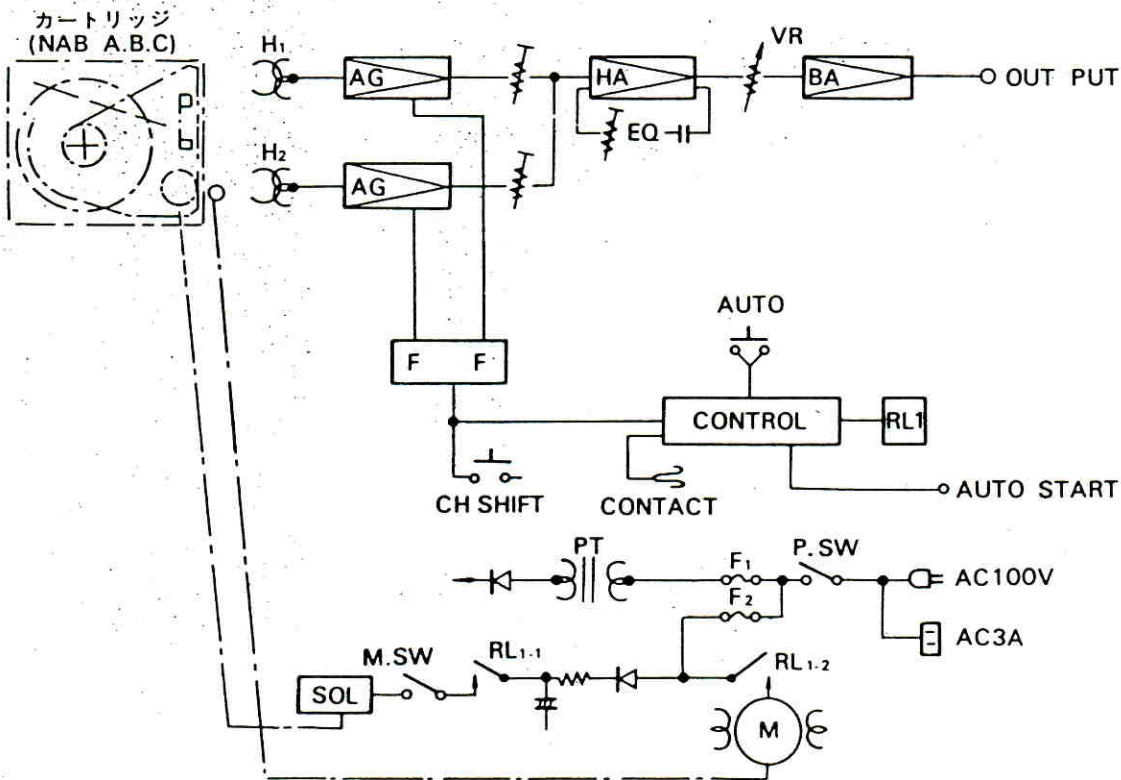 カートリッジ
(NAB A.B.C)
H1
AG
HA
VR
BA
OUT PUT
EQ
H2
AG
AUTO
F F
CONTROL
RL1
CH SHIFT
CONTACT
AUTO START
PT
F1
P.SW
AC100V
F2
AC3A
M.SW
RL1-1
RL1-2
SOL
M